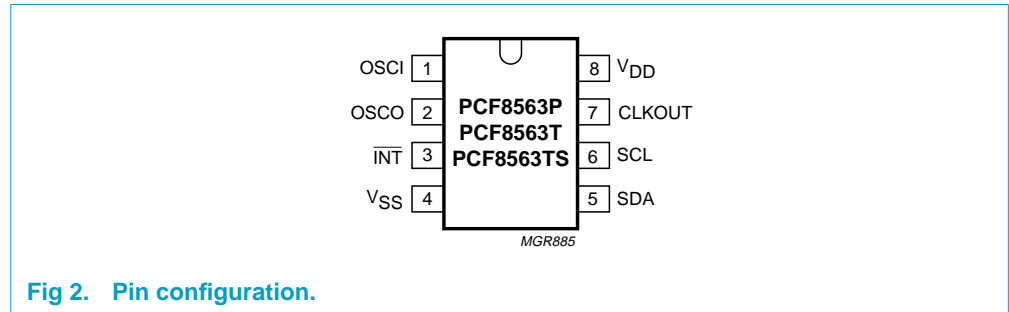 OSCI 1 8 VDD
OSCO 2 PCF8563P 7 CLKOUT
PCF8563T
INT 3 PCF8563TS 6 SCL
VSS 4 5 SDA
MGR885
Fig 2. Pin configuration.